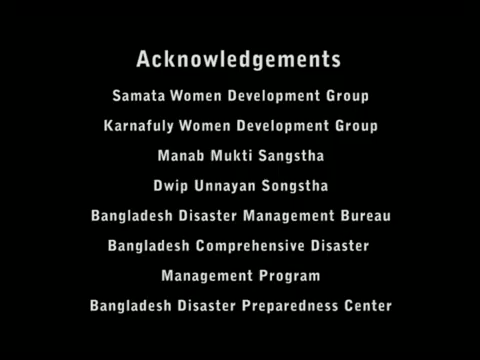 Acknowledgements
Samata Women Development Group
Karnafuly Women Development Group
Manab Mukti Sangstha
Dwip Unnayan Songstha
Bangladesh Disaster Management Bureau
Bangladesh Comprehensive Disaster
Management Program
Bangladesh Disaster Preparedness Center